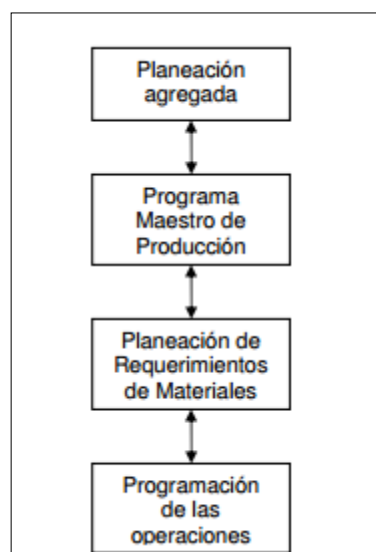 Planeación
agregada
Programa
Maestro de
Producción
Planeación de
Requerimientos
de Materiales
Programación
de las
operaciones